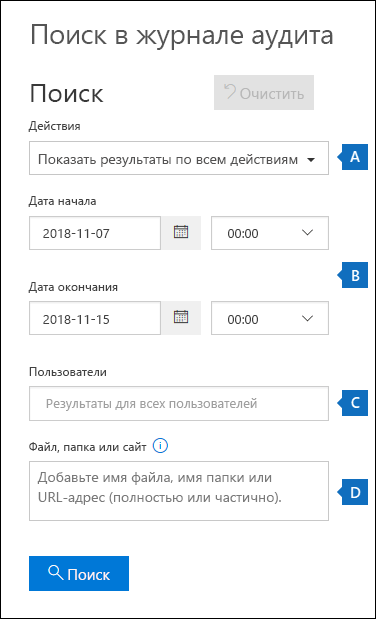 Поиск в журнале аудита
Поиск
Очистить
Действия
Показать результаты по всем действиям
A
Дата начала
2018-11-07
00:00
B
Дата окончания
2018-11-15
00:00
Пользователи
Результаты для всех пользователей
C
Файл, папка или сайт
Добавьте имя файла, имя папки или
URL-адрес (полностью или частично).
D
Поиск